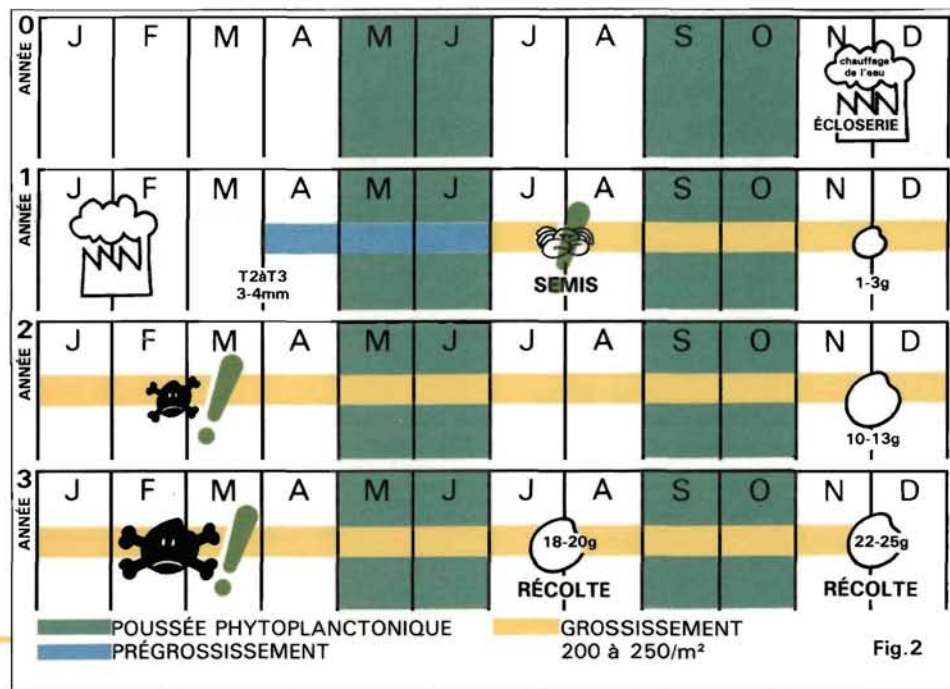 ANNÉE 0
J F M A M J J A S O N D
chauffage
de l'eau
ÉCLOSERIE
ANNÉE 1
J F M A M J J A S O N D
T2àT3
3-4mm
SEMIS
1-3g
ANNÉE 2
J F M A M J J A S O N D
10-13g
ANNÉE 3
J F M A M J J A S O N D
18-20g
22-25g
RÉCOLTE
RÉCOLTE
POUSSÉE PHYTOPLANCTONIQUE
GROSSISSEMENT
PRÉGROSSISSEMENT
200 à 250/m²
Fig.2